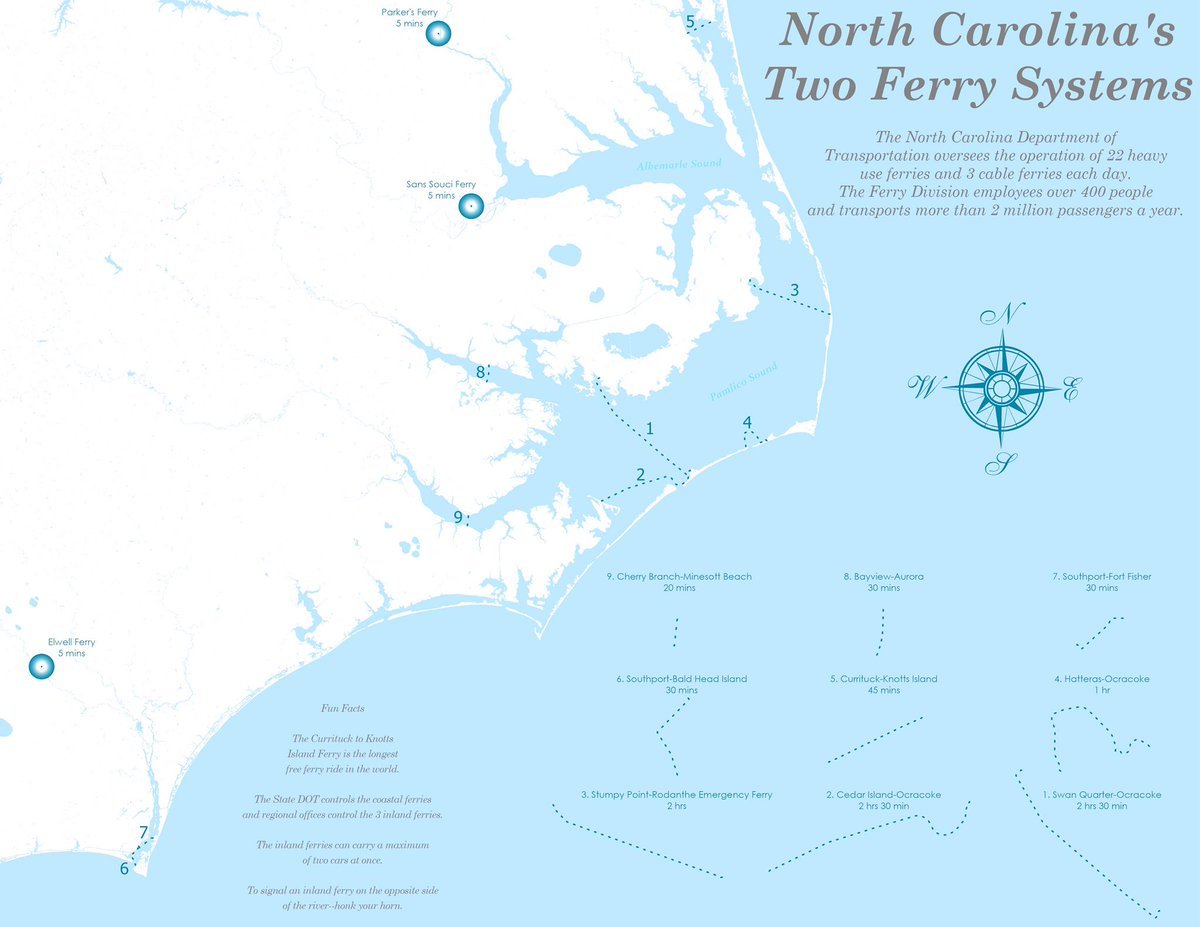 North Carolina's
Two Ferry Systems
The North Carolina Department of
Transportation oversees the operation of 22 heavy
use ferries and 3 cable ferries each day.
The Ferry Division employees over 400 people
and transports more than 2 million passengers a year.
Parker's Ferry
5 mins
5
Albemarle Sound
Sans Souci Ferry
5 mins
3
N
W
E
S
8
Pamlico Sound
1
4
2
9
Elwell Ferry
5 mins
7
6
9. Cherry Branch-Minesott Beach
20 mins
8. Bayview-Aurora
30 mins
7. Southport-Fort Fisher
30 mins
6. Southport-Bald Head Island
30 mins
5. Currituck-Knotts Island
45 mins
4. Hatteras-Ocracoke
1 hr
3. Stumpy Point-Rodanthe Emergency Ferry
2 hrs
2. Cedar Island-Ocracoke
2 hrs 30 min
1. Swan Quarter-Ocracoke
2 hrs 30 min
Fun Facts
The Currituck to Knotts
Island Ferry is the longest
free ferry ride in the world.
The State DOT controls the coastal ferries
and regional offices control the 3 inland ferries.
The inland ferries can carry a maximum
of two cars at once.
To signal an inland ferry on the opposite side
of the river--honk your horn.